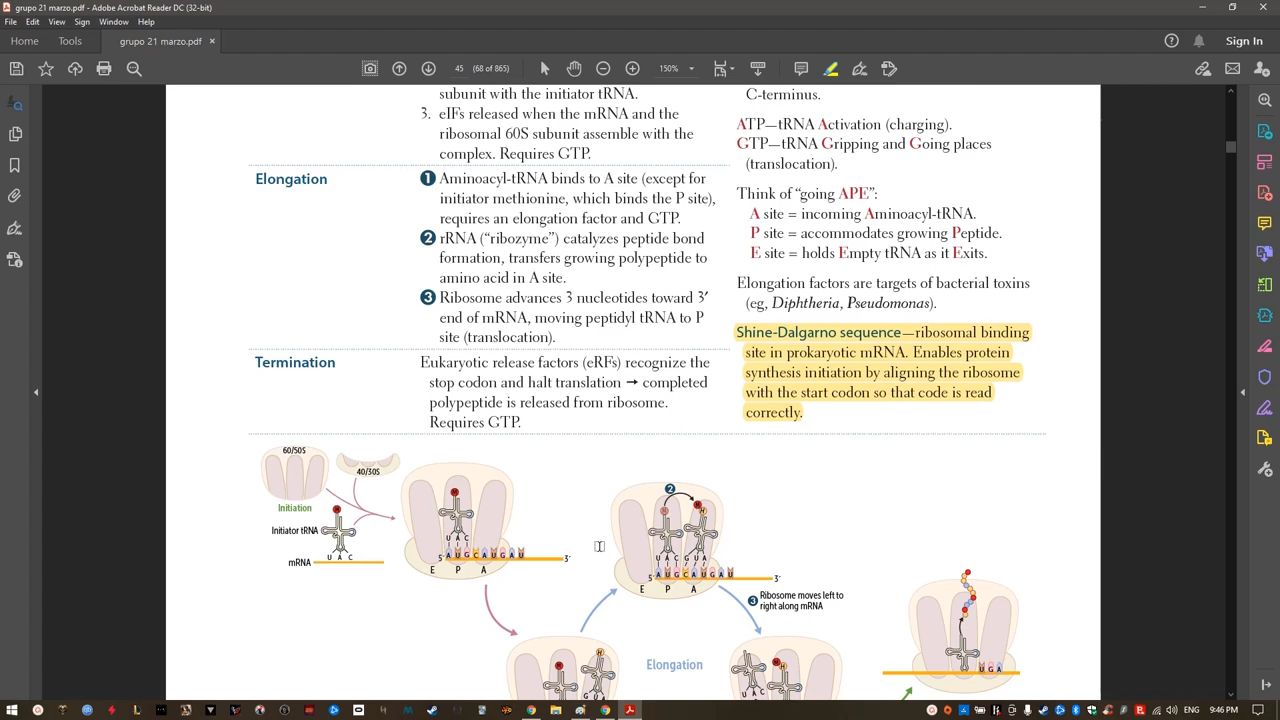 grupo 21 marzo.pdf - Adobe Acrobat Reader DC (32-bit)
File Edit View Sign Window Help
Home Tools grupo 21 marzo.pdf × Sign In
45 (68 of 865) 150%
subunit with the initiator tRNA.
3. eIFs released when the mRNA and the
ribosomal 60S subunit assemble with the
complex. Requires GTP.
Elongation
❶ Aminoacyl-tRNA binds to A site (except for
initiator methionine, which binds the P site),
requires an elongation factor and GTP.
❷ rRNA (“ribozyme”) catalyzes peptide bond
formation, transfers growing polypeptide to
amino acid in A site.
❸ Ribosome advances 3 nucleotides toward 3′
end of mRNA, moving peptidyl tRNA to P
site (translocation).
Termination
Eukaryotic release factors (eRFs) recognize the
stop codon and halt translation → completed
polypeptide is released from ribosome.
Requires GTP.
C-terminus.
ATP—tRNA Activation (charging).
GTP—tRNA Gripping and Going places
(translocation).
Think of “going APE”:
A site = incoming Aminoacyl-tRNA.
P site = accommodates growing Peptide.
E site = holds Empty tRNA as it Exits.
Elongation factors are targets of bacterial toxins
(eg, Diphtheria, Pseudomonas).
Shine-Dalgarno sequence—ribosomal binding
site in prokaryotic mRNA. Enables protein
synthesis initiation by aligning the ribosome
with the start codon so that code is read
correctly.
60/50S
40/30S
Initiation
Initiator tRNA
M
U A C
mRNA
M
U A C
5′ A U G C A U G A U 3′
E P A
2
M
M H
U A C G U A
5′ A U G C A U G A U 3′
E P A
❸ Ribosome moves left to
right along mRNA
Elongation
M
H
G U A
M H
U A C
U G A
9:46 PM